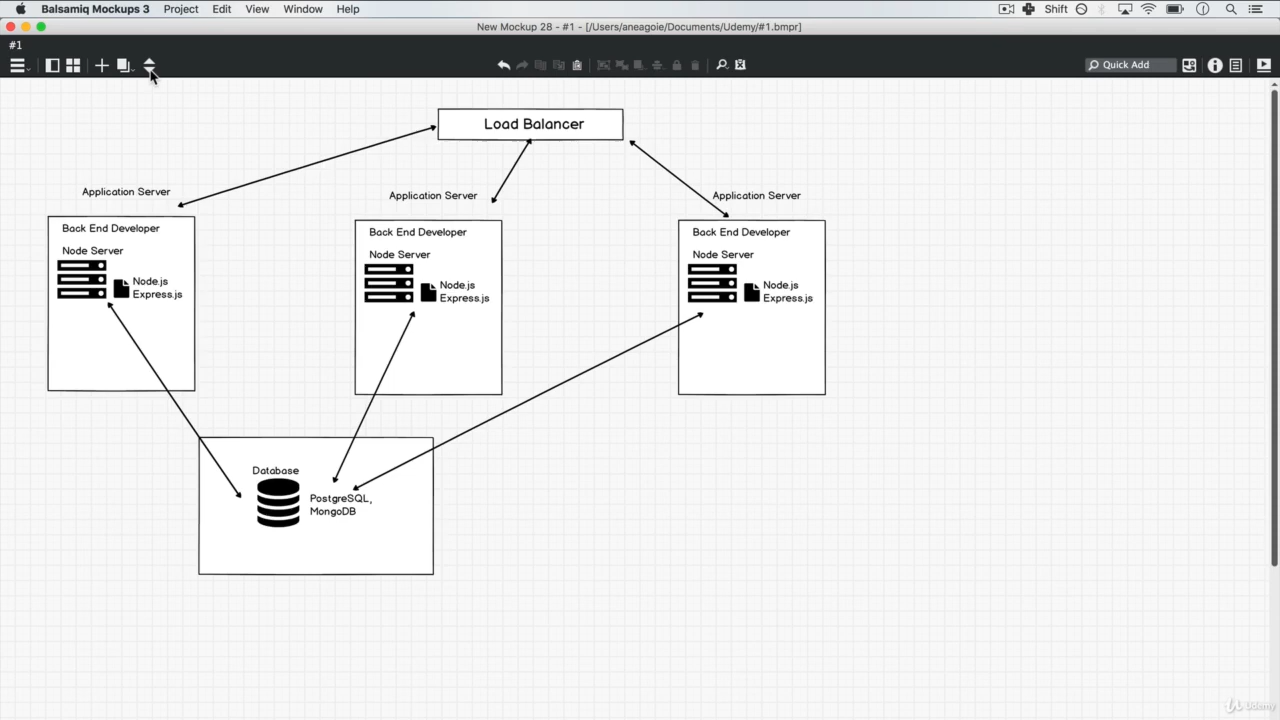 Balsamiq Mockups 3 Project Edit View Window Help Shift
New Mockup 28 - #1 - [/Users/aneagoie/Documents/Udemy/#1.bmpr]
#1
Quick Add
Load Balancer
Application Server
Application Server
Application Server
Back End Developer
Node Server
Node.js
Express.js
Back End Developer
Node Server
Node.js
Express.js
Back End Developer
Node Server
Node.js
Express.js
Database
PostgreSQL,
MongoDB
Udemy